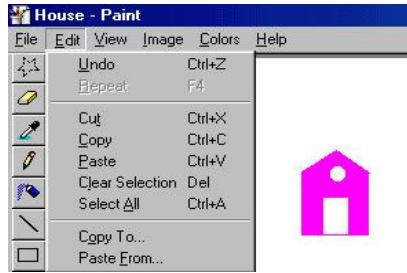 House - Paint
File Edit View Image Colors Help
Undo Ctrl+Z
Repeat F4
Cut Ctrl+X
Copy Ctrl+C
Paste Ctrl+V
Clear Selection Del
Select All Ctrl+A
Copy To...
Paste From...